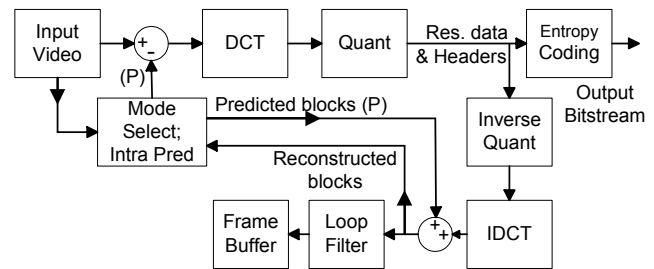 Input
Video
+
-
(P)
DCT
Quant
Res. data
& Headers
Entropy
Coding
Output
Bitstream
Mode
Select;
Intra Pred
Predicted blocks (P)
Inverse
Quant
Reconstructed
blocks
Frame
Buffer
Loop
Filter
+
+
IDCT